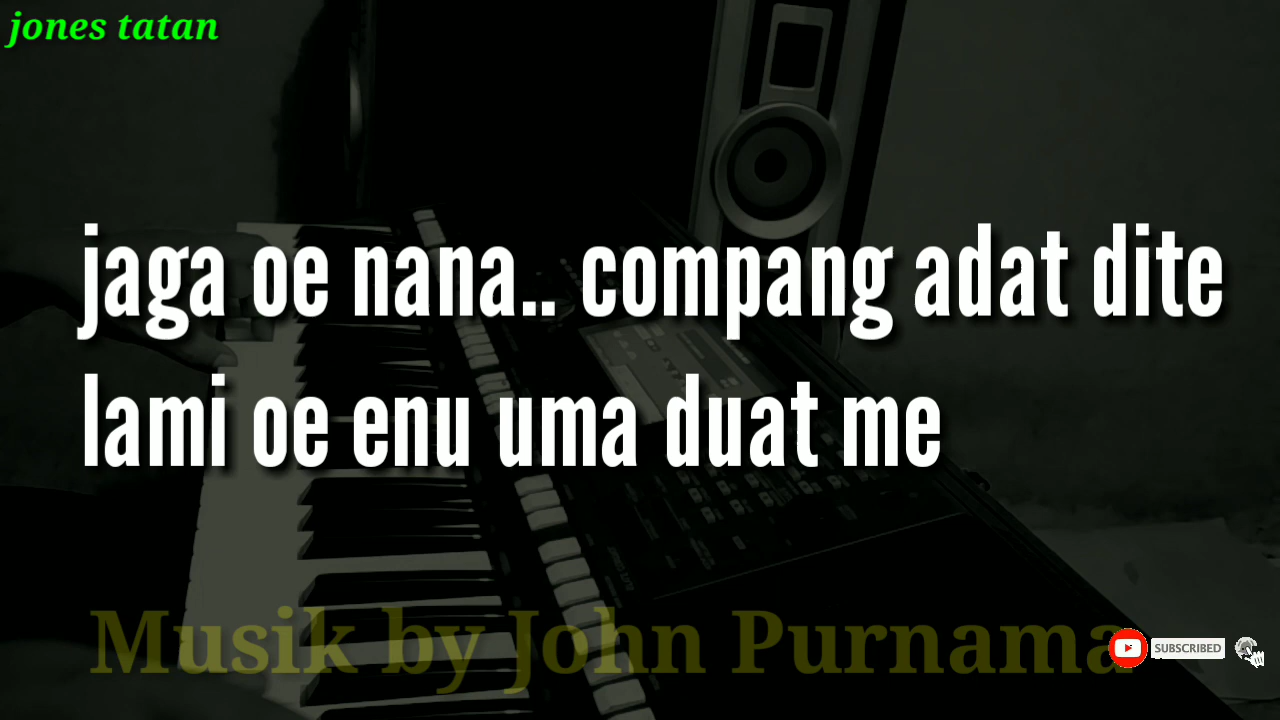 jones tatan
jaga oe nana.. compang adat dite
lami oe enu uma duat me
Musik by John Purnama
SUBSCRIBED